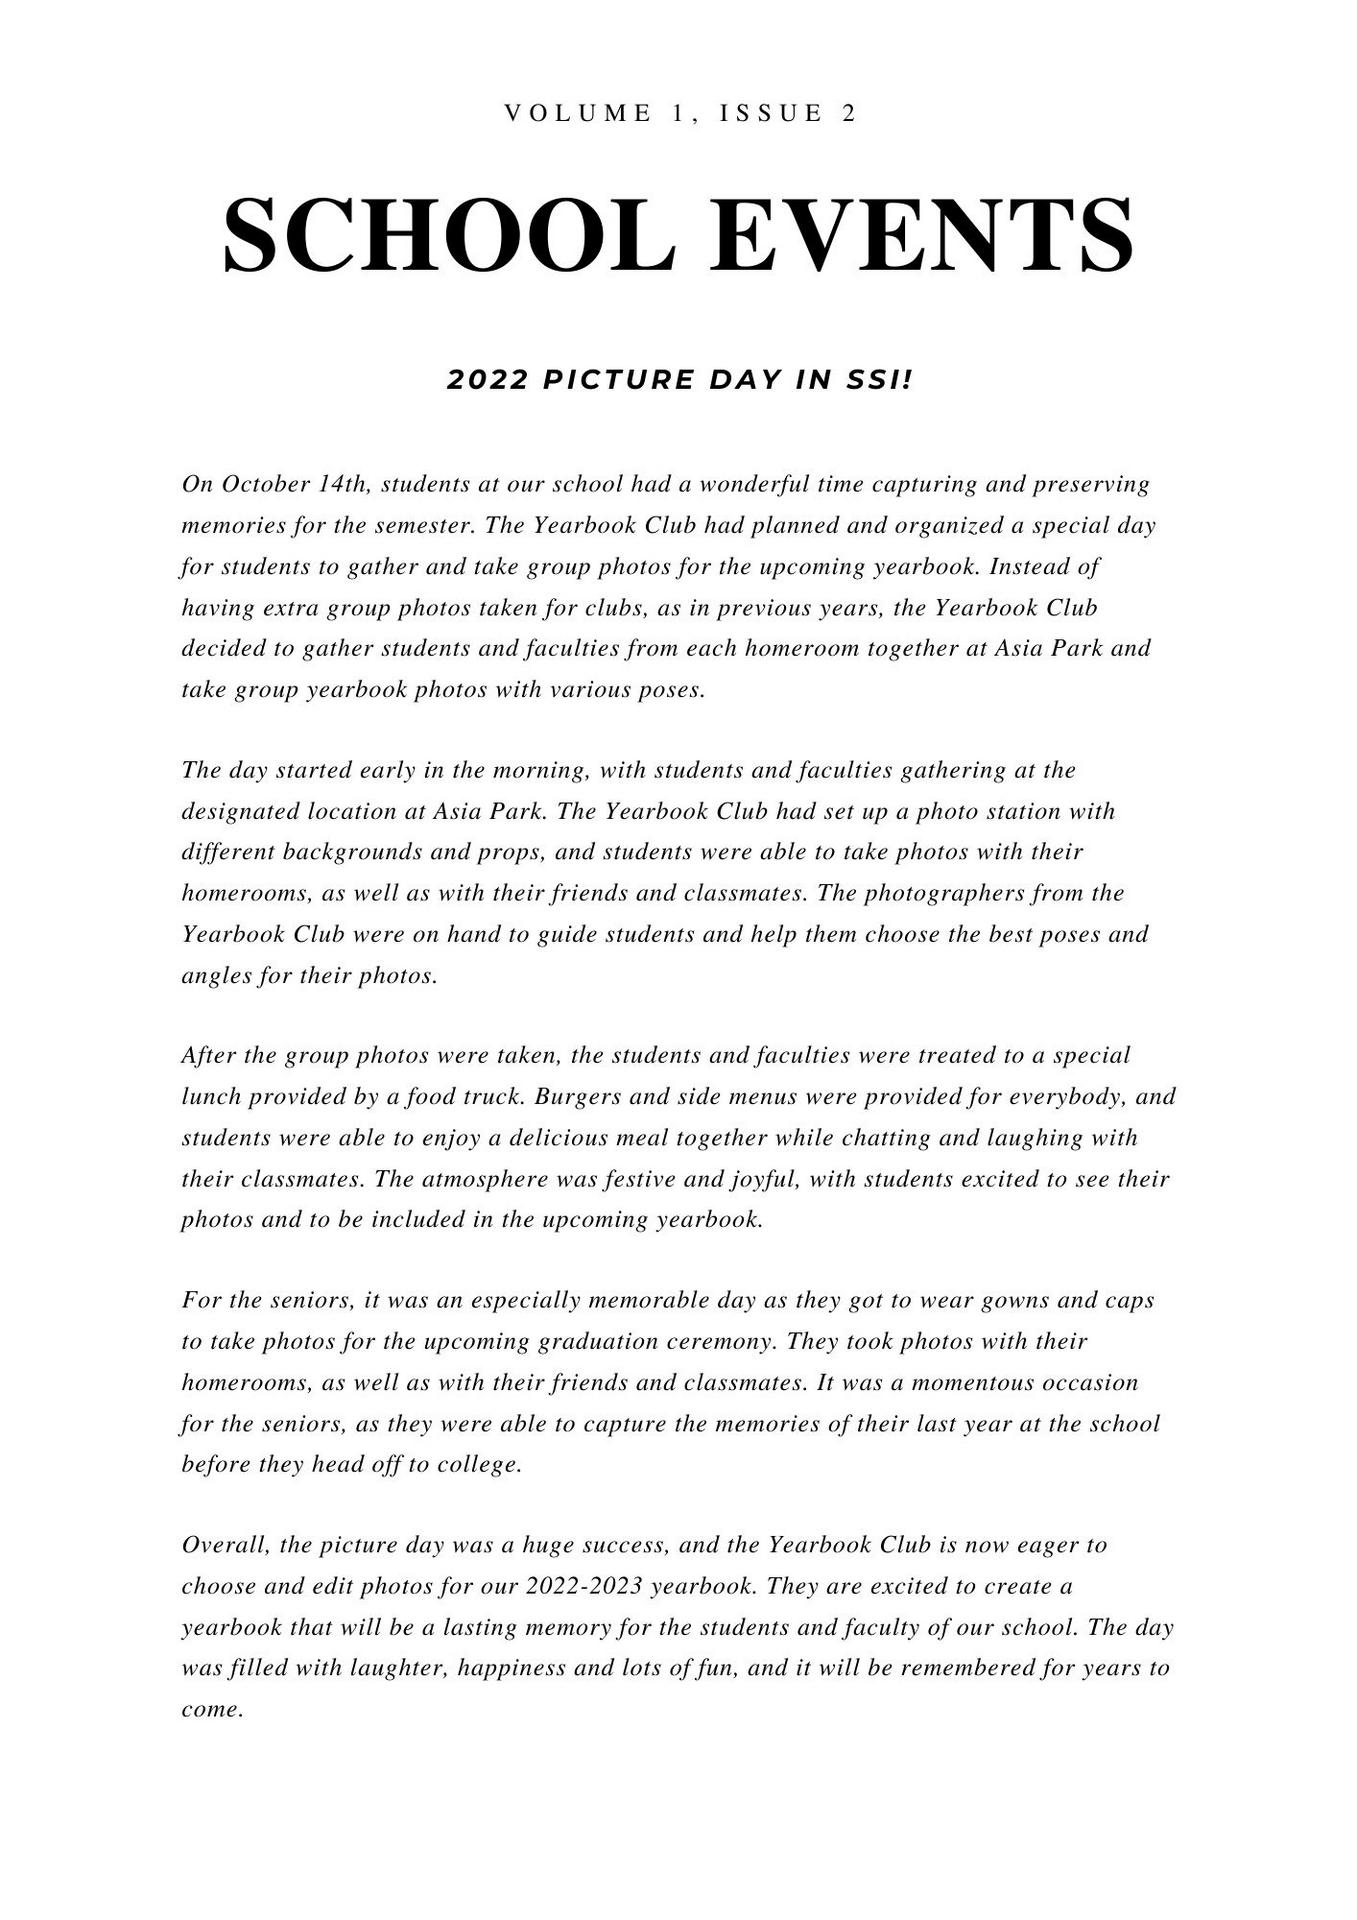 VOLUME 1, ISSUE 2
SCHOOL EVENTS
2022 PICTURE DAY IN SSI!
On October 14th, students at our school had a wonderful time capturing and preserving
memories for the semester. The Yearbook Club had planned and organized a special day
for students to gather and take group photos for the upcoming yearbook. Instead of
having extra group photos taken for clubs, as in previous years, the Yearbook Club
decided to gather students and faculties from each homeroom together at Asia Park and
take group yearbook photos with various poses.
The day started early in the morning, with students and faculties gathering at the
designated location at Asia Park. The Yearbook Club had set up a photo station with
different backgrounds and props, and students were able to take photos with their
homerooms, as well as with their friends and classmates. The photographers from the
Yearbook Club were on hand to guide students and help them choose the best poses and
angles for their photos.
After the group photos were taken, the students and faculties were treated to a special
lunch provided by a food truck. Burgers and side menus were provided for everybody, and
students were able to enjoy a delicious meal together while chatting and laughing with
their classmates. The atmosphere was festive and joyful, with students excited to see their
photos and to be included in the upcoming yearbook.
For the seniors, it was an especially memorable day as they got to wear gowns and caps
to take photos for the upcoming graduation ceremony. They took photos with their
homerooms, as well as with their friends and classmates. It was a momentous occasion
for the seniors, as they were able to capture the memories of their last year at the school
before they head off to college.
Overall, the picture day was a huge success, and the Yearbook Club is now eager to
choose and edit photos for our 2022-2023 yearbook. They are excited to create a
yearbook that will be a lasting memory for the students and faculty of our school. The day
was filled with laughter, happiness and lots of fun, and it will be remembered for years to
come.